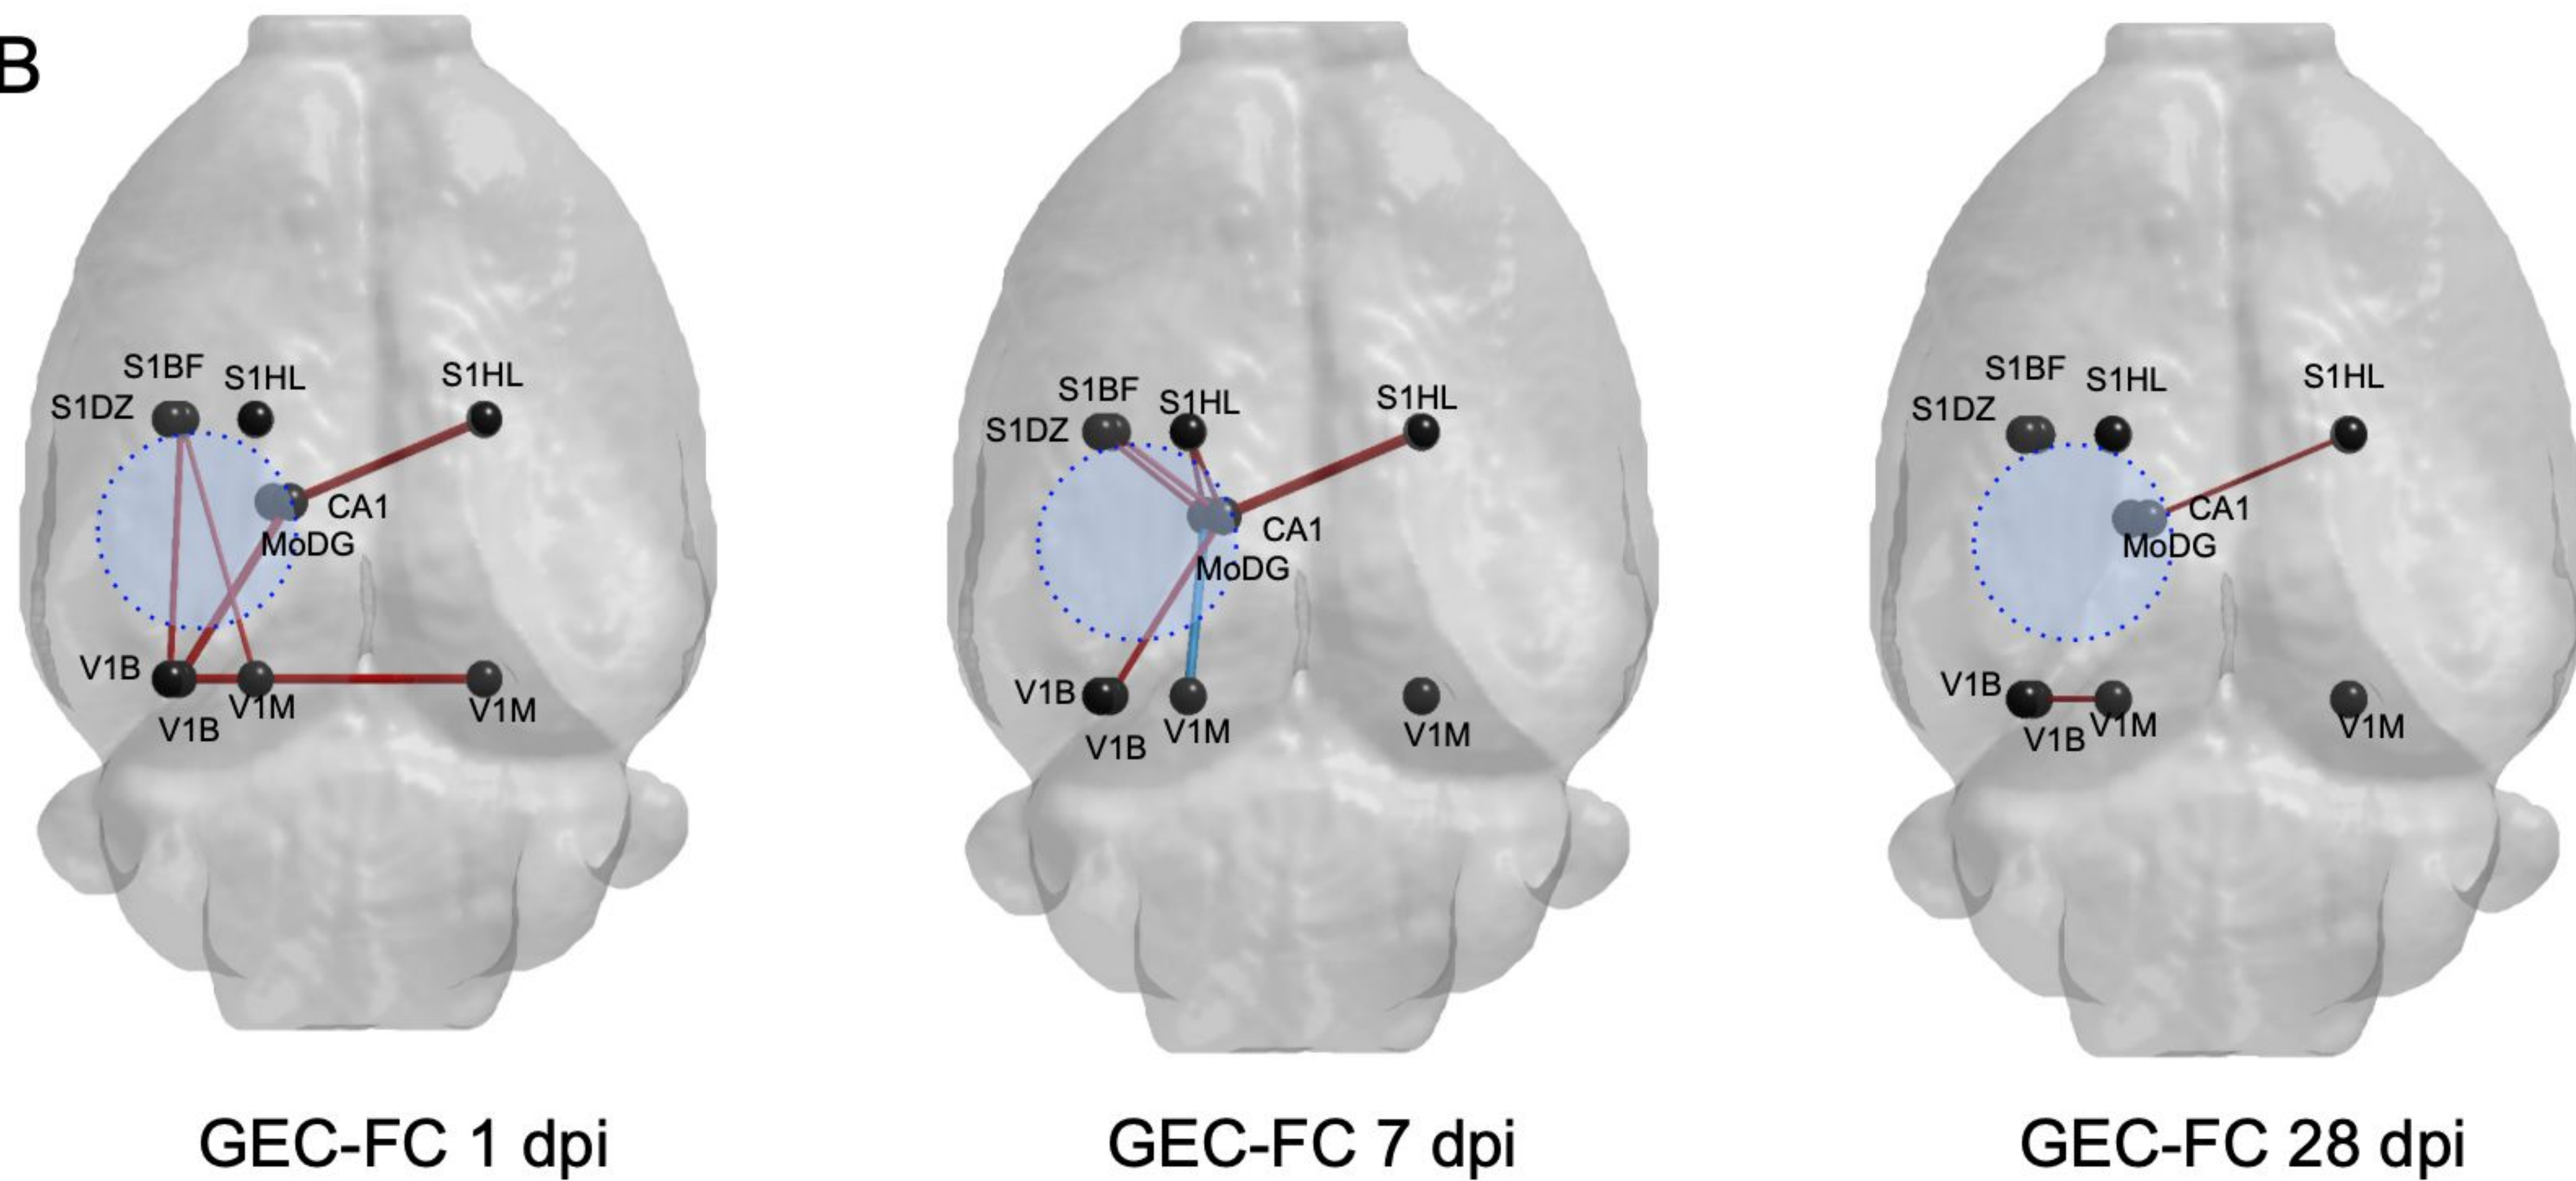 B
S1BF
S1HL
S1HL
S1DZ
CA1
MoDG
V1B
V1M
V1M
V1B
S1BF
S1HL
S1HL
S1DZ
CA1
MoDG
V1B
V1M
V1M
V1B
S1BF
S1HL
S1HL
S1DZ
CA1
MoDG
V1B
V1M
V1M
V1B
GEC-FC 1 dpi
GEC-FC 7 dpi
GEC-FC 28 dpi